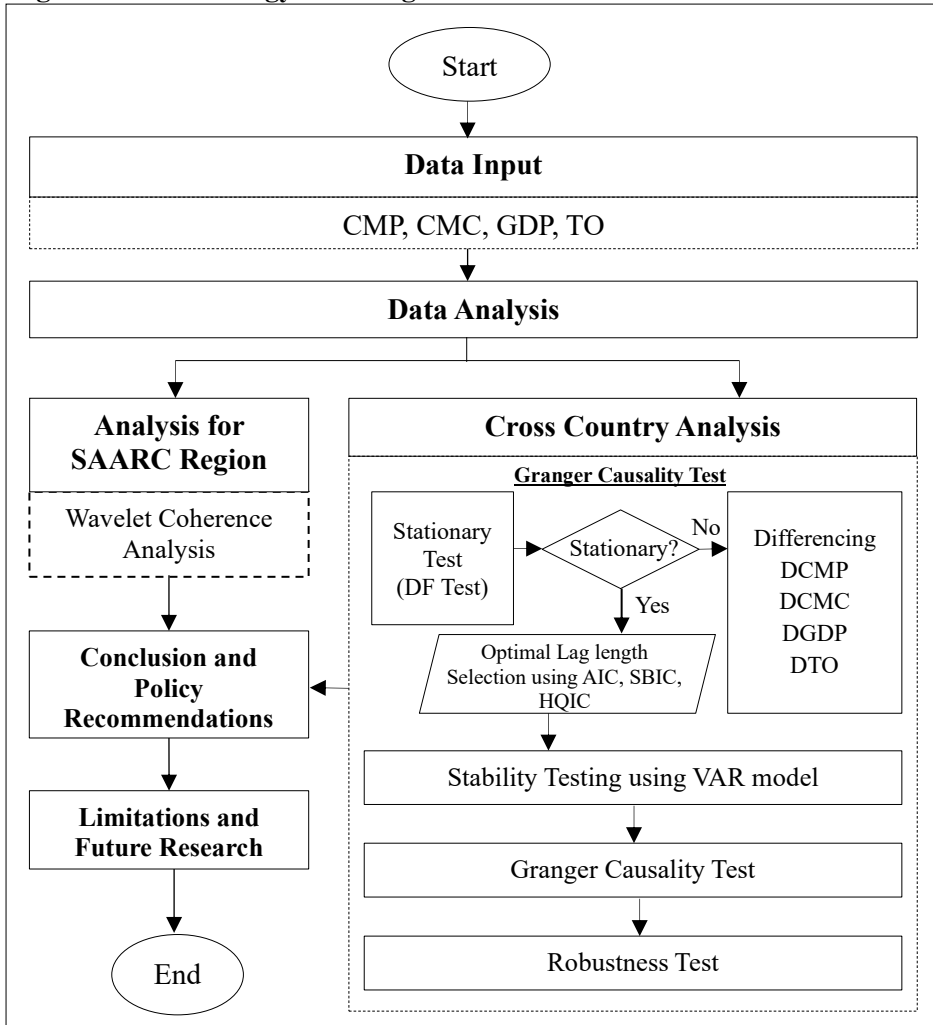 Start
Data Input
CMP, CMC, GDP, TO
Data Analysis
Analysis for
SAARC Region
Wavelet Coherence
Analysis
Conclusion and
Policy
Recommendations
Limitations and
Future Research
End
Cross Country Analysis
Granger Causality Test
Stationary
Test
(DF Test)
Stationary?
No
Yes
Differencing
DCMP
DCMC
DGDP
DTO
Optimal Lag length
Selection using AIC, SBIC,
HQIC
Stability Testing using VAR model
Granger Causality Test
Robustness Test